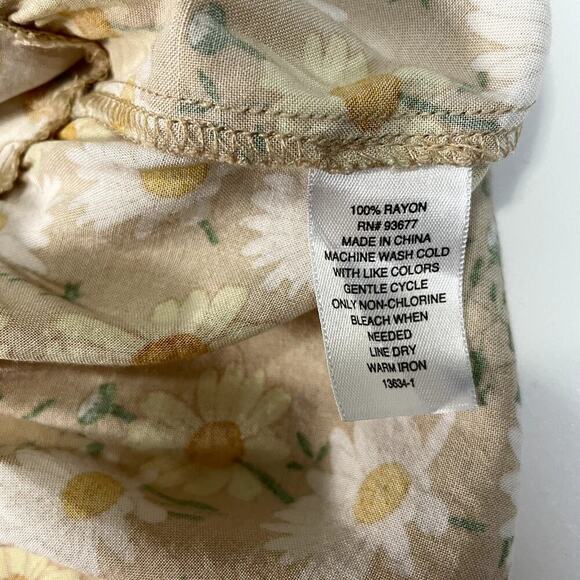 100% RAYON
RN# 93677
MADE IN CHINA
MACHINE WASH COLD
WITH LIKE COLORS
GENTLE CYCLE
ONLY NON-CHLORINE
BLEACH WHEN
NEEDED
LINE DRY
WARM IRON
13634-1